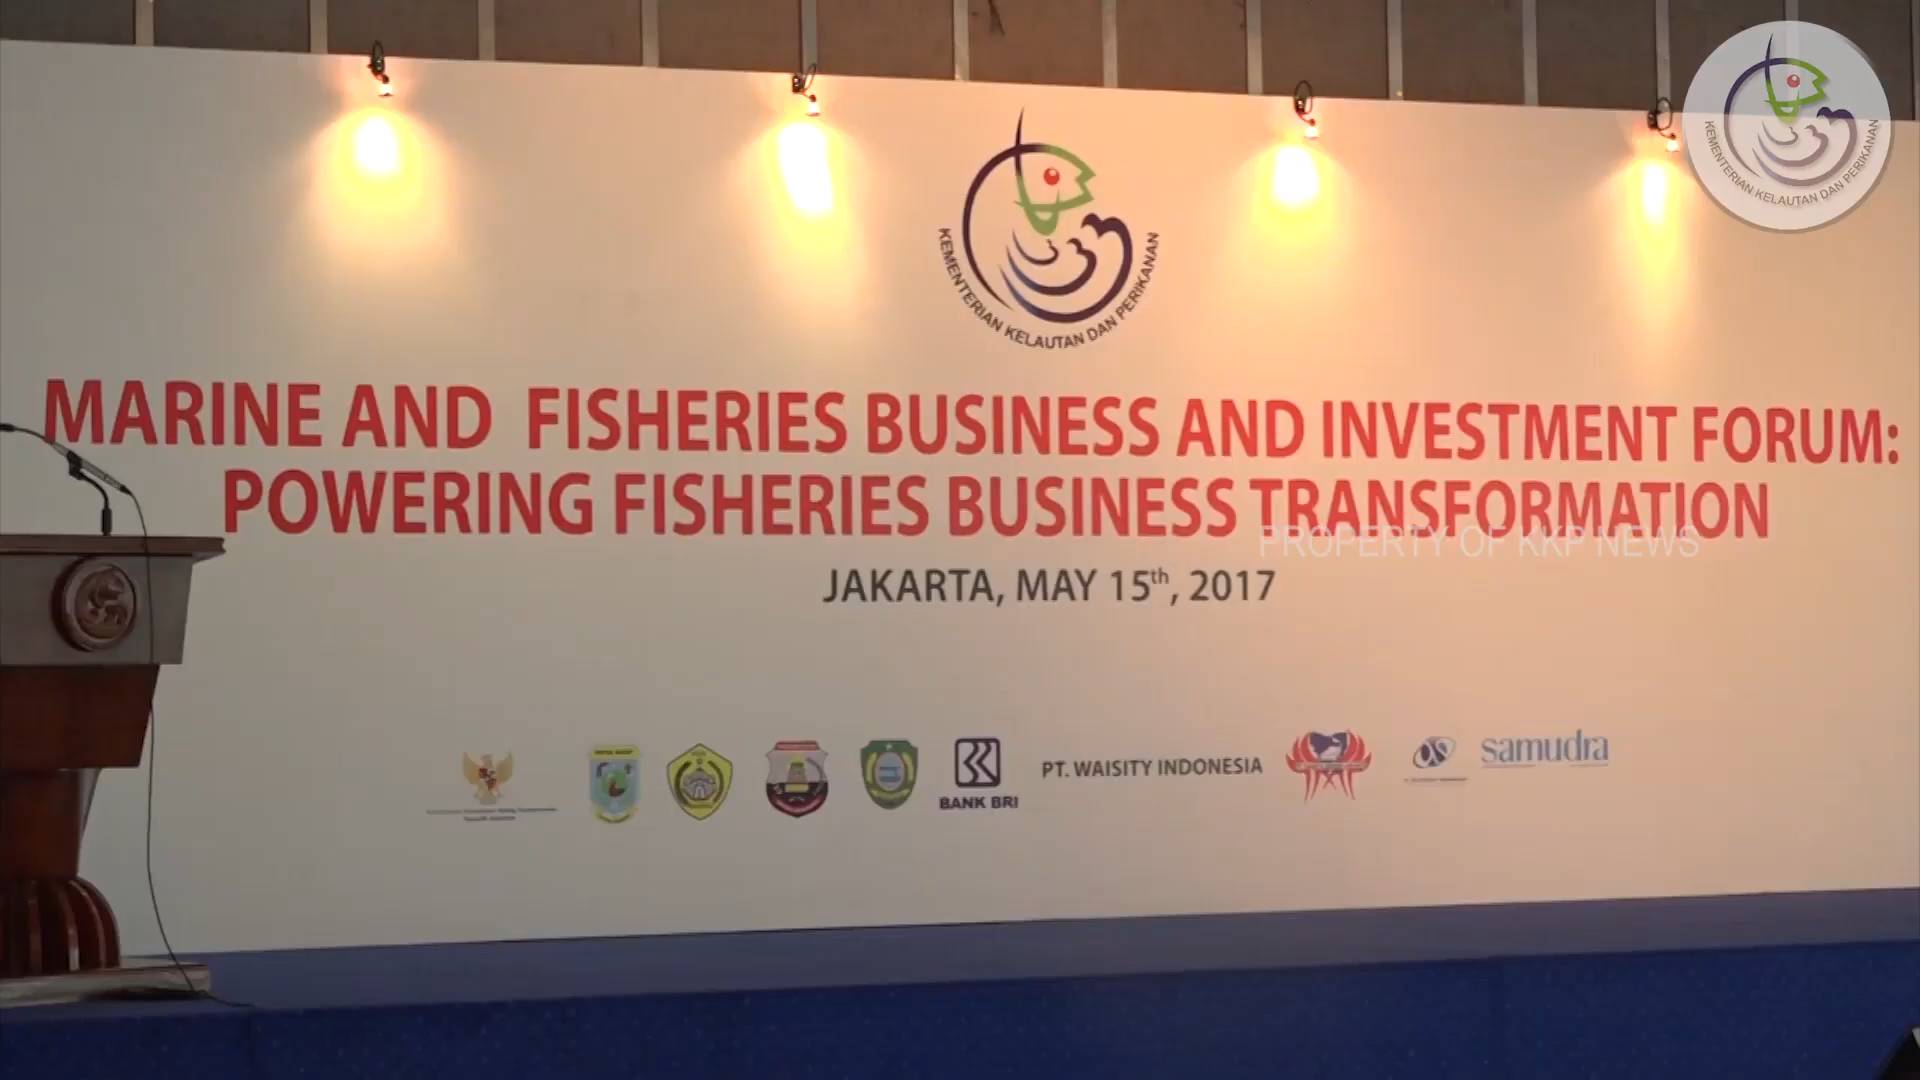 KEMENTERIAN KELAUTAN DAN PERIKANAN
KEMENTERIAN KELAUTAN DAN PERIKANAN
MARINE AND FISHERIES BUSINESS AND INVESTMENT FORUM:
POWERING FISHERIES BUSINESS TRANSFORMATION
PROPERTY OF KKP NEWS
JAKARTA, MAY 15th, 2017
BANK BRI
PT. WAISITY INDONESIA
samudra